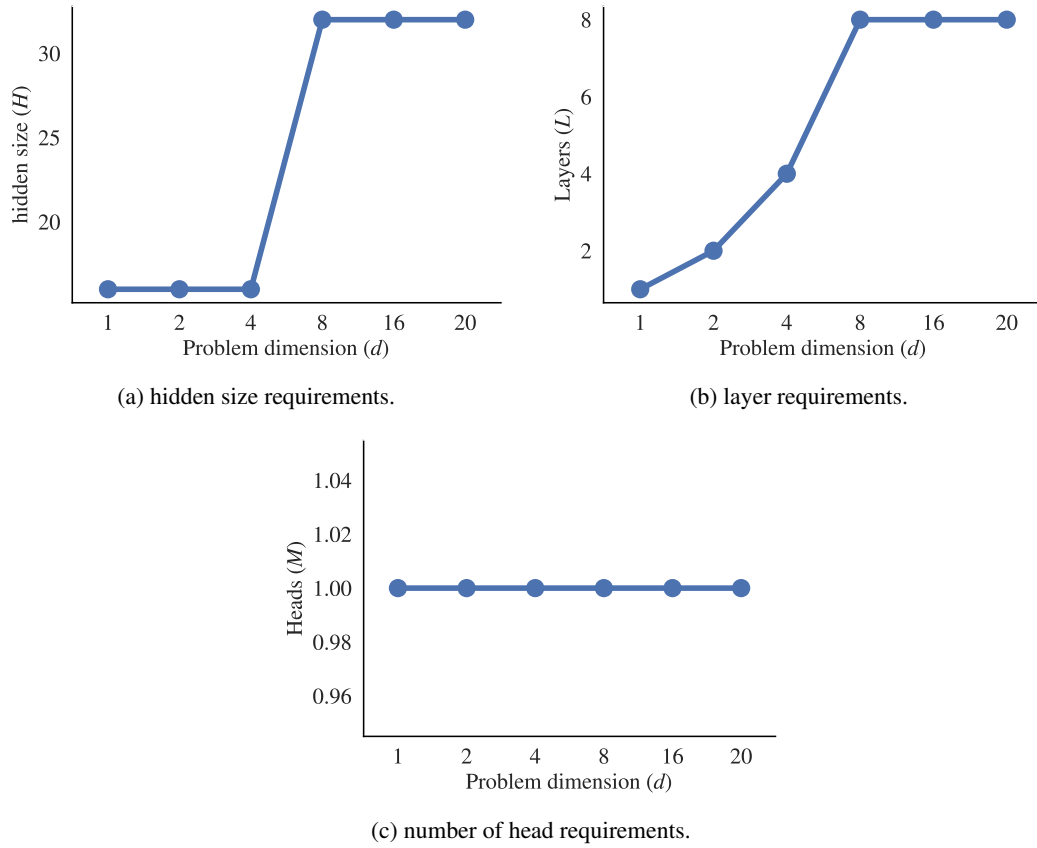 30
25
20
hidden size (H)
1 2 4 8 16 20
Problem dimension (d)
(a) hidden size requirements.
8
6
4
2
Layers (L)
1 2 4 8 16 20
Problem dimension (d)
(b) layer requirements.
1.04
1.02
1.00
0.98
0.96
Heads (M)
1 2 4 8 16 20
Problem dimension (d)
(c) number of head requirements.